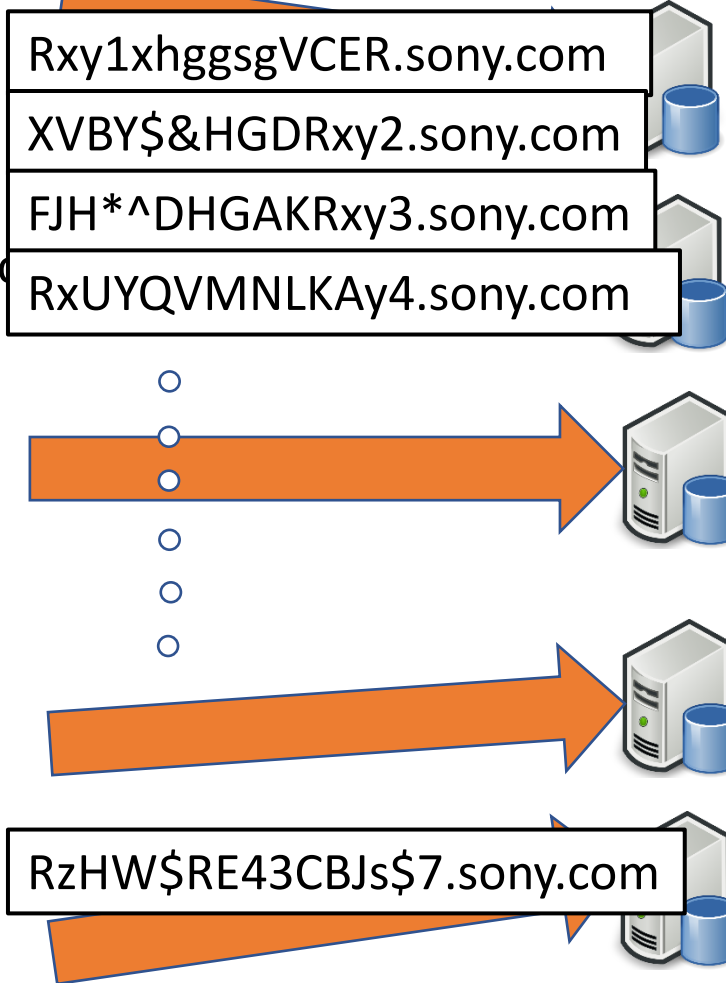 Rxy1xhggsgVCER.sony.com
XVBY$&HGDRxy2.sony.com
FJH*^DHGAKRxy3.sony.com
RxUYQVMNLKAy4.sony.com
RzHW$RE43CBJs$7.sony.com